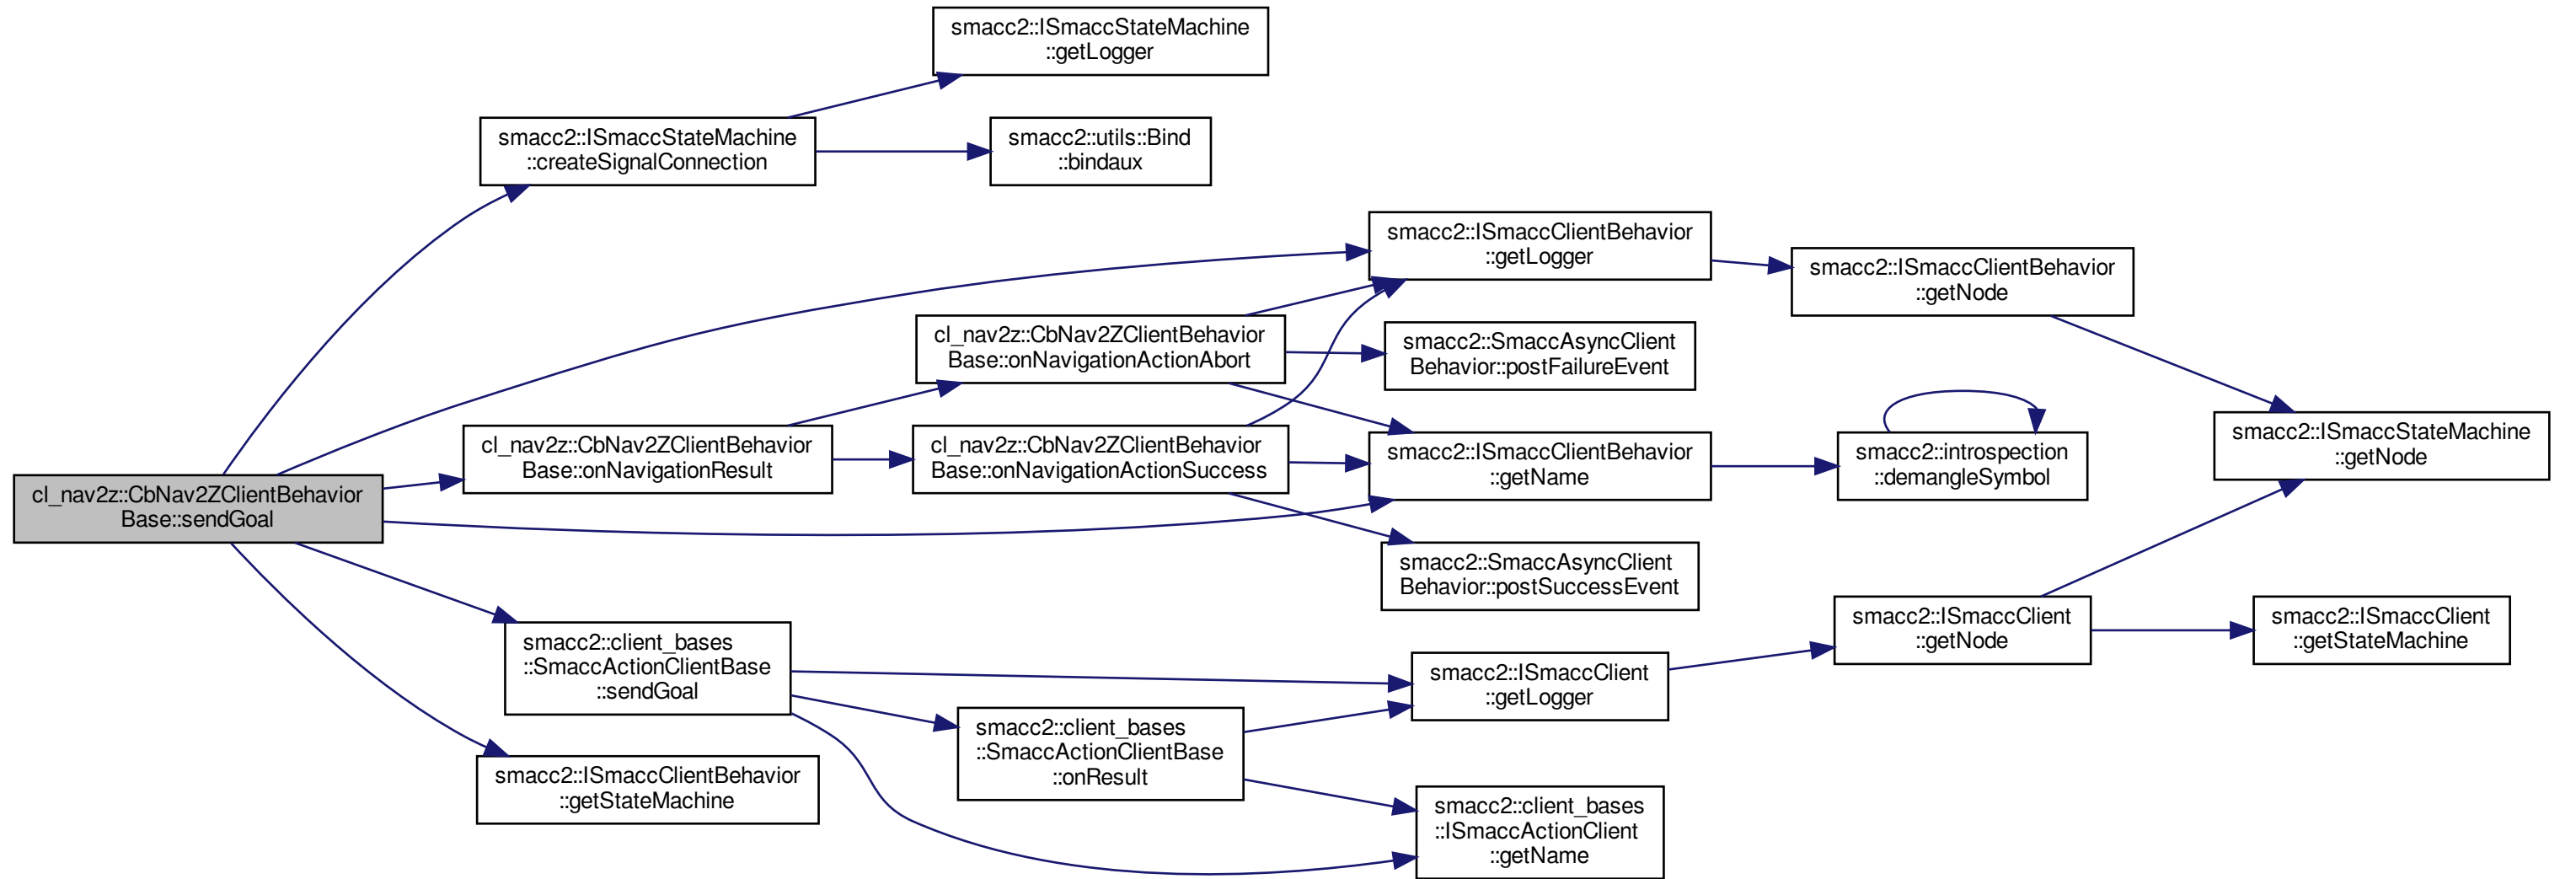 smacc2::ISmaccStateMachine
::getLogger
smacc2::ISmaccStateMachine
::createSignalConnection
smacc2::utils::Bind
::bindaux
smacc2::ISmaccClientBehavior
::getLogger
smacc2::ISmaccClientBehavior
::getNode
cl_nav2z::CbNav2ZClientBehavior
Base::onNavigationActionAbort
smacc2::SmaccAsyncClient
Behavior::postFailureEvent
cl_nav2z::CbNav2ZClientBehavior
Base::onNavigationResult
cl_nav2z::CbNav2ZClientBehavior
Base::onNavigationActionSuccess
smacc2::ISmaccClientBehavior
::getName
smacc2::introspection
::demangleSymbol
smacc2::ISmaccStateMachine
::getNode
cl_nav2z::CbNav2ZClientBehavior
Base::sendGoal
smacc2::SmaccAsyncClient
Behavior::postSuccessEvent
smacc2::client_bases
::SmaccActionClientBase
::sendGoal
smacc2::ISmaccClient
::getLogger
smacc2::ISmaccClient
::getNode
smacc2::ISmaccClient
::getStateMachine
smacc2::client_bases
::SmaccActionClientBase
::onResult
smacc2::ISmaccClientBehavior
::getStateMachine
smacc2::client_bases
::ISmaccActionClient
::getName